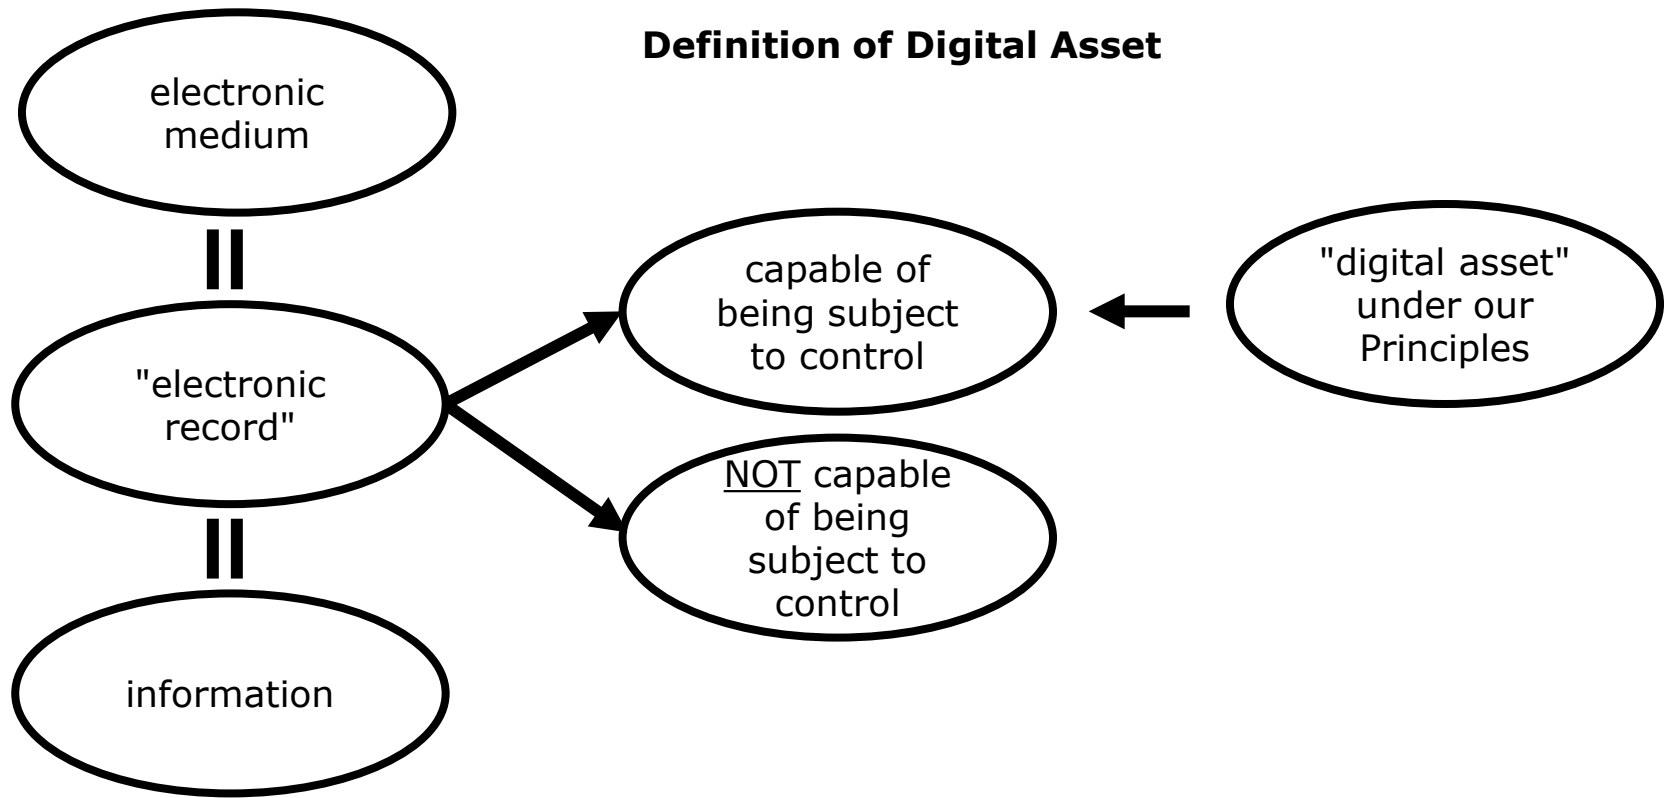 Definition of Digital Asset
electronic
medium
"electronic
record"
information
capable of
being subject
to control
NOT capable
of being
subject to
control
"digital asset"
under our
Principles